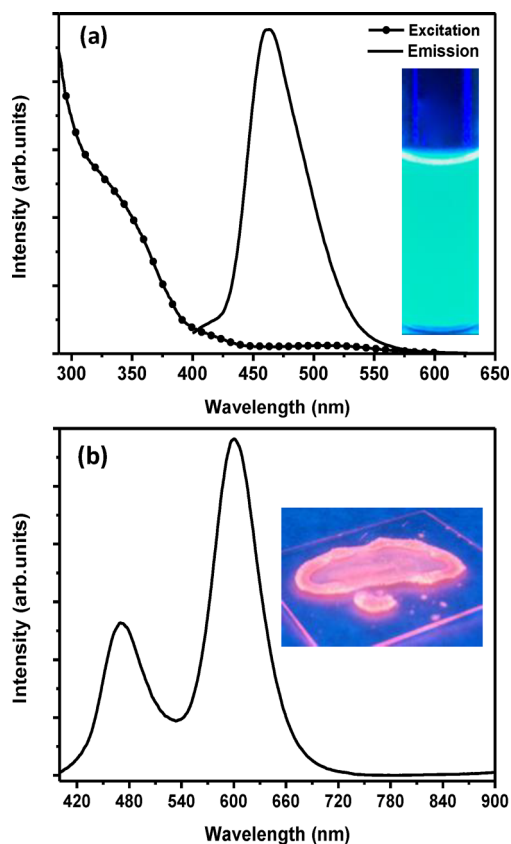 (a)
Excitation
Emission
Intensity (arb.units)
300 350 400 450 500 550 600 650
Wavelength (nm)
(b)
Intensity (arb.units)
420 480 540 600 660 720 780 840 900
Wavelength (nm)